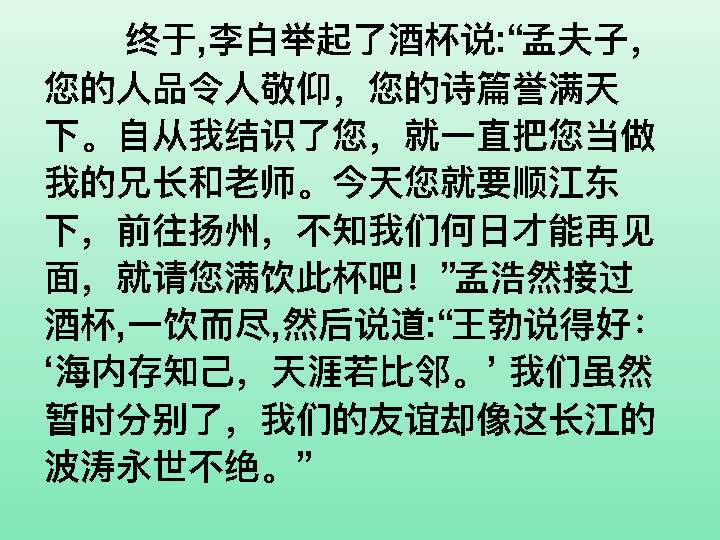 终于,李白举起了酒杯说:“孟夫子，
您的人品令人敬仰，您的诗篇誉满天
下。自从我结识了您，就一直把您当做
我的兄长和老师。今天您就要顺江东
下，前往扬州，不知我们何日才能再见
面，就请您满饮此杯吧！”孟浩然接过
酒杯,一饮而尽,然后说道:“王勃说得好：
‘海内存知己，天涯若比邻。’ 我们虽然
暂时分别了，我们的友谊却像这长江的
波涛永世不绝。”